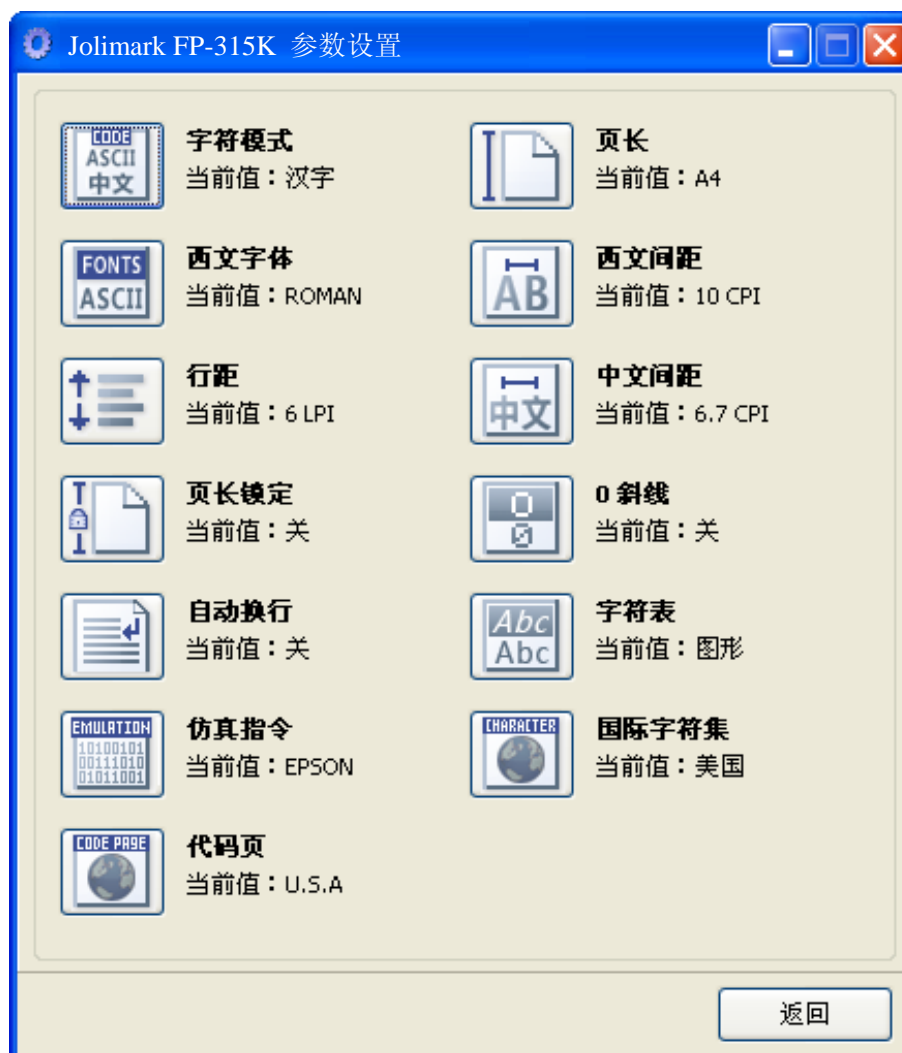 Jolimark FP-315K 参数设置
CODE
ASCII
中文
字符模式
当前值：汉字
页长
当前值：A4
FONTS
ASCII
西文字体
当前值：ROMAN
AB
西文间距
当前值：10 CPI
行距
当前值：6 LPI
中文
中文间距
当前值：6.7 CPI
页长锁定
当前值：关
0
0
0 斜线
当前值：关
自动换行
当前值：关
Abc
Abc
字符表
当前值：图形
EMULATION
10100101
00111010
01011001
仿真指令
当前值：EPSON
CHARACTER
国际字符集
当前值：美国
CODE PAGE
代码页
当前值：U.S.A
返回